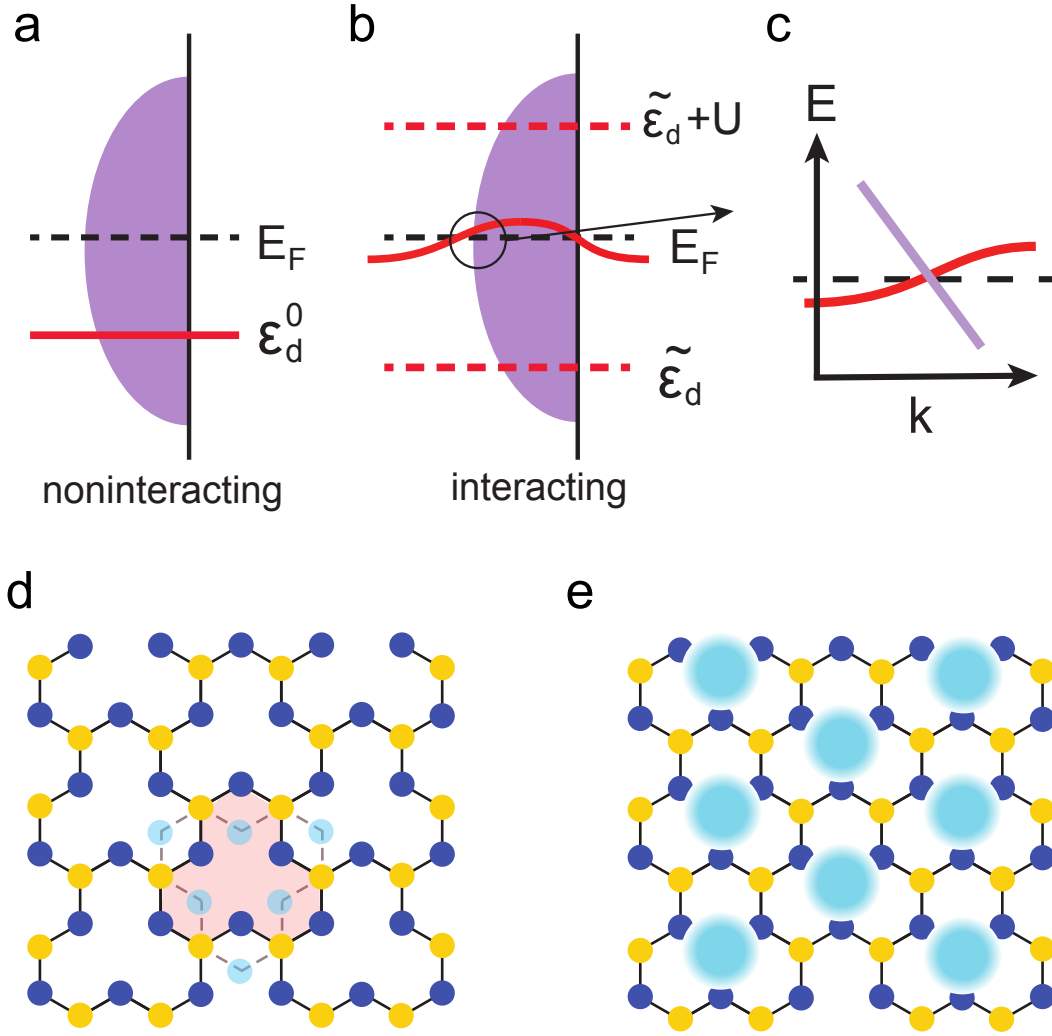 a
b
c
E_F
ε_d^0
noninteracting
ε̃_d+U
E_F
ε̃_d
interacting
E
k
d
e